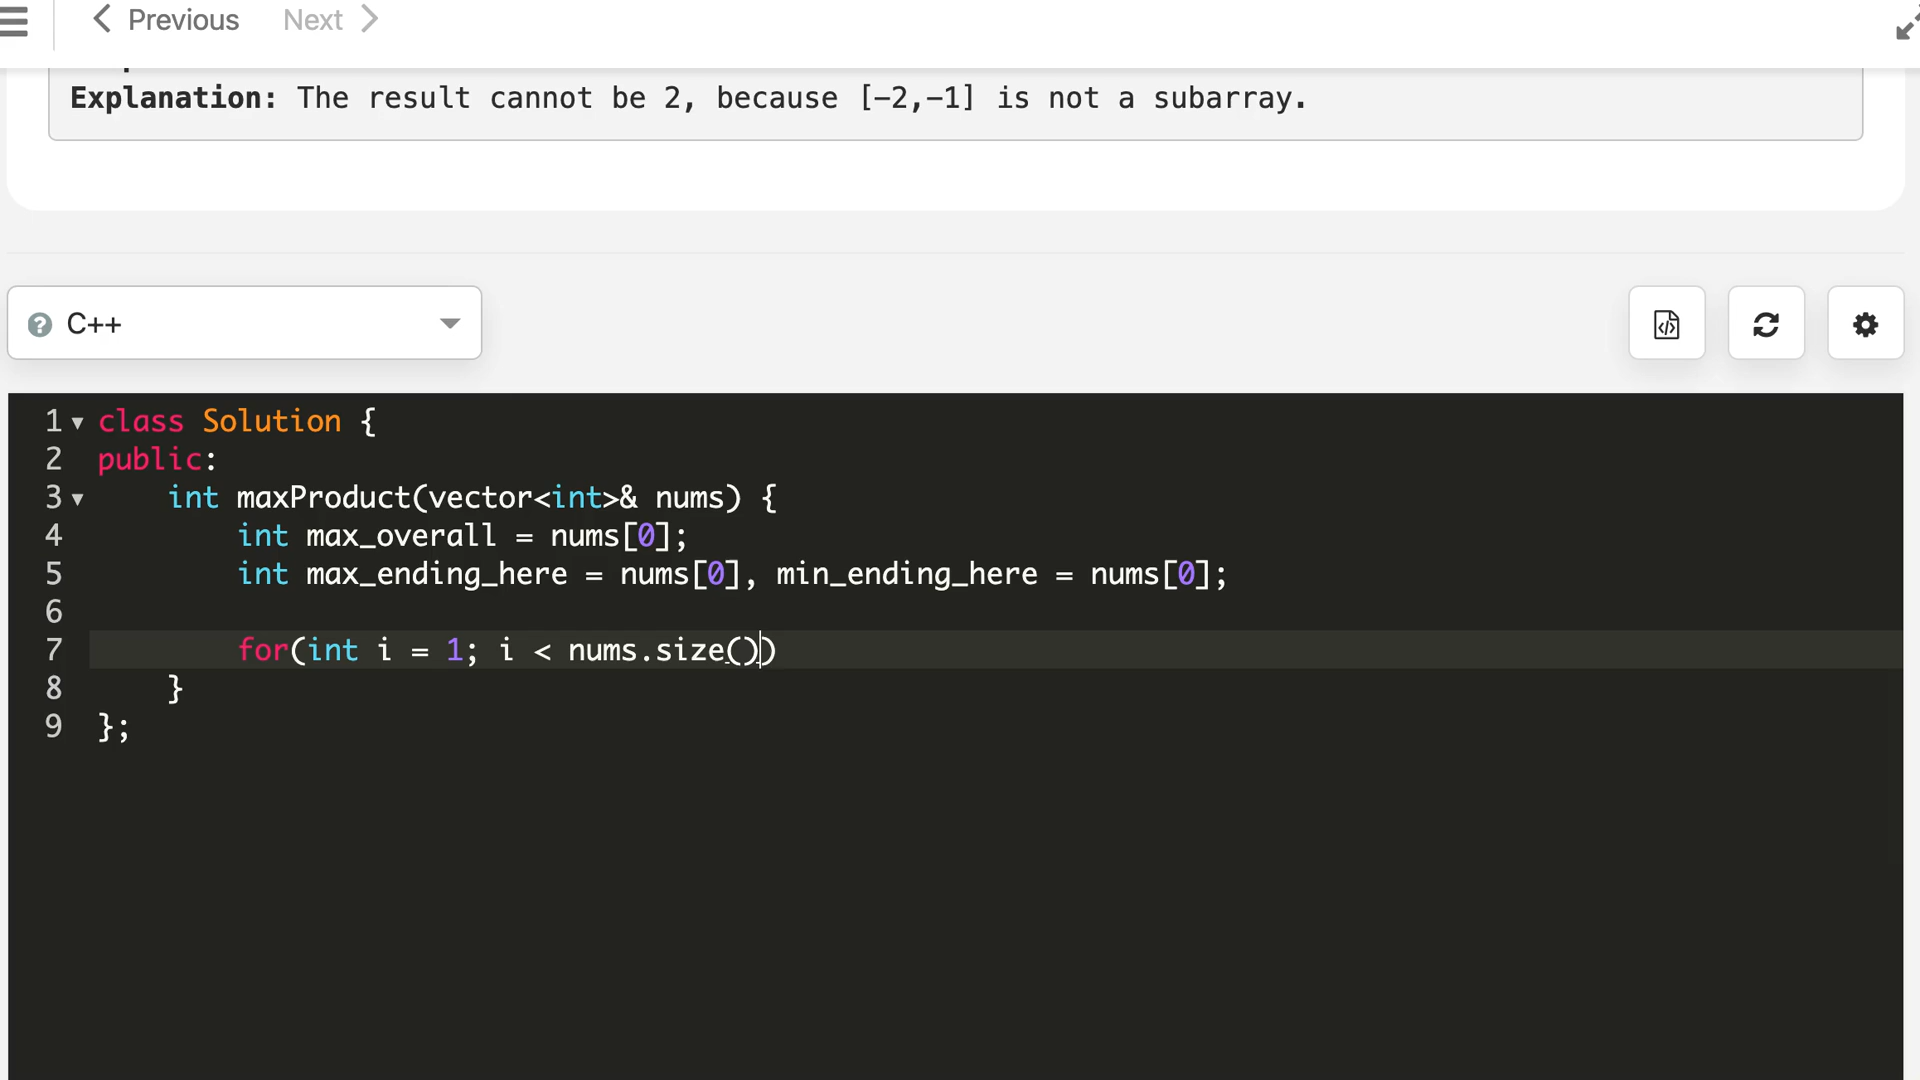 Previous Next
Explanation: The result cannot be 2, because [-2,-1] is not a subarray.
C++
1 class Solution {
2 public:
3 int maxProduct(vector<int>& nums) {
4 int max_overall = nums[0];
5 int max_ending_here = nums[0], min_ending_here = nums[0];
6
7 for(int i = 1; i < nums.size())
8 }
9 };